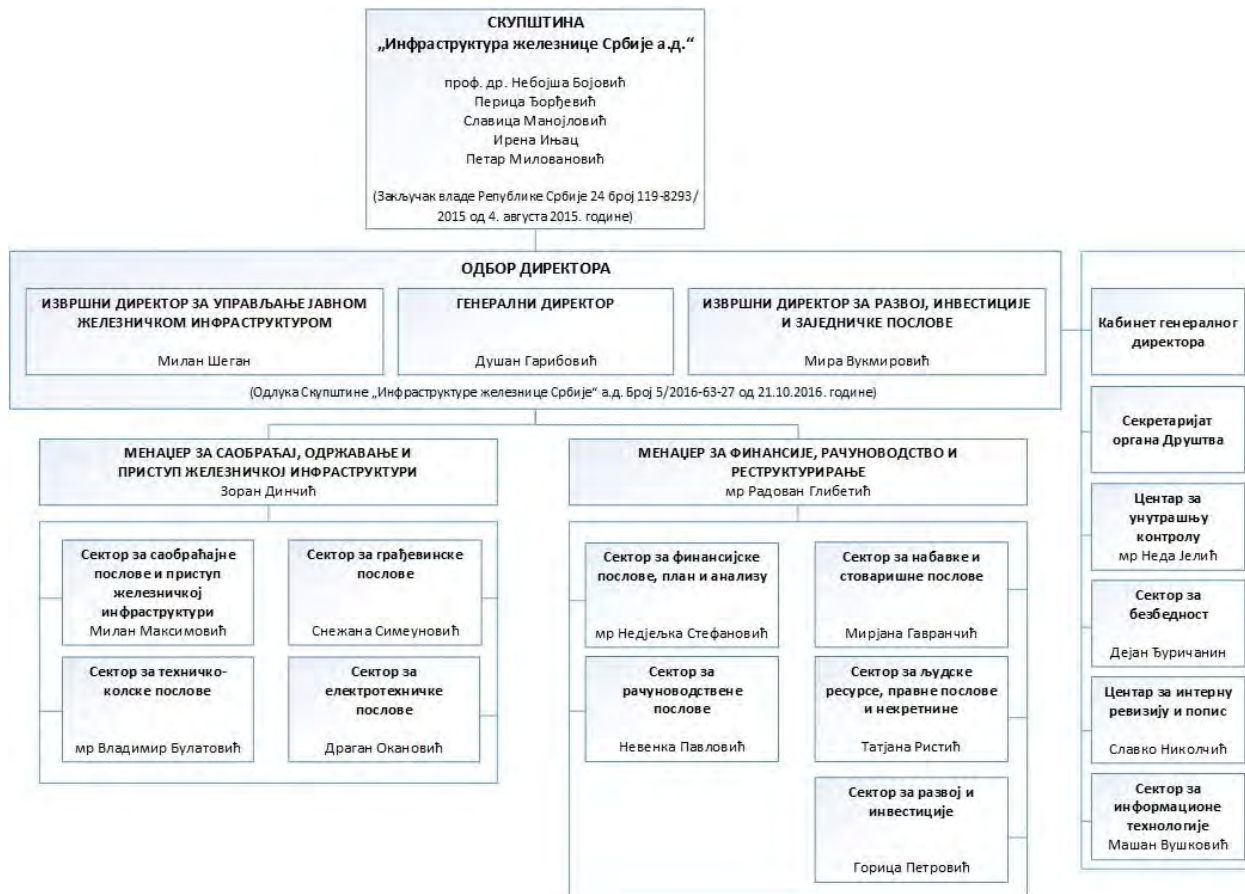 СКУПШТИНА
„Инфраструктура железнице Србије а.д.“
проф. др. Небојша Бојовић
Перица Ђорђевић
Славица Манојловић
Ирена Ињац
Петар Миловановић
(Закључак владе Републике Србије 24 број 119-8293/
2015 од 4. августа 2015. године)
ОДБОР ДИРЕКТОРА
ИЗВРШНИ ДИРЕКТОР ЗА УПРАВЉАЊЕ ЈАВНОМ
ЖЕЛЕЗНИЧКОМ ИНФРАСТРУКТУРОМ
Милан Шеган
ГЕНЕРАЛНИ ДИРЕКТОР
Душан Гарибовић
ИЗВРШНИ ДИРЕКТОР ЗА РАЗВОЈ, ИНВЕСТИЦИЈЕ
И ЗАЈЕДНИЧКЕ ПОСЛОВЕ
Мира Вукмировић
(Одлука Скупштине „Инфраструктуре железнице Србије“ а.д. Број 5/2016-63-27 од 21.10.2016. године)
МЕНАЏЕР ЗА САОБРАЋАЈ, ОДРЖАВАЊЕ И
ПРИСТУП ЖЕЛЕЗНИЧКОЈ ИНФРАСТРУКТУРИ
Зоран Динчић
Сектор за саобраћајне
послове и приступ
железничкој
инфраструктури
Милан Максимовић
Сектор за грађевинске
послове
Снежана Симеуновић
Сектор за техничко-
колске послове
мр Владимир Булатовић
Сектор за
електротехничке
послове
Драган Окановић
МЕНАЏЕР ЗА ФИНАНСИЈЕ, РАЧУНОВОДСТВО И
РЕСТРУКТУРИРАЊЕ
мр Радован Глибетић
Сектор за финансијске
послове, план и анализу
мр Недјељка Стефановић
Сектор за набавке и
стоваришне послове
Мирјана Гавранчић
Сектор за
рачуноводствене
послове
Невенка Павловић
Сектор за људске
ресурсе, правне послове
и некретнине
Татјана Ристић
Сектор за развој и
инвестиције
Горица Петровић
Кабинет генералног
директора
Секретаријат
органа Друштва
Центар за
унутрашњу
контролу
мр Неда Јелић
Сектор за
безбедност
Дејан Ђуричанин
Центар за интерну
ревизију и попис
Славко Николчић
Сектор за
информационе
технологије
Машан Вушковић